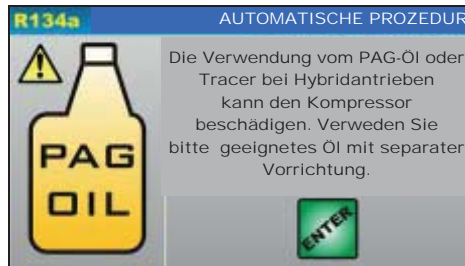 R134a
AUTOMATISCHE PROZEDUR
Die Verwendung vom PAG-Öl oder
Tracer bei Hybridantrieben
kann den Kompressor
beschädigen. Verweden Sie
bitte geeignetes Öl mit separater
Vorrichtung.
PAG
OIL
ENTER